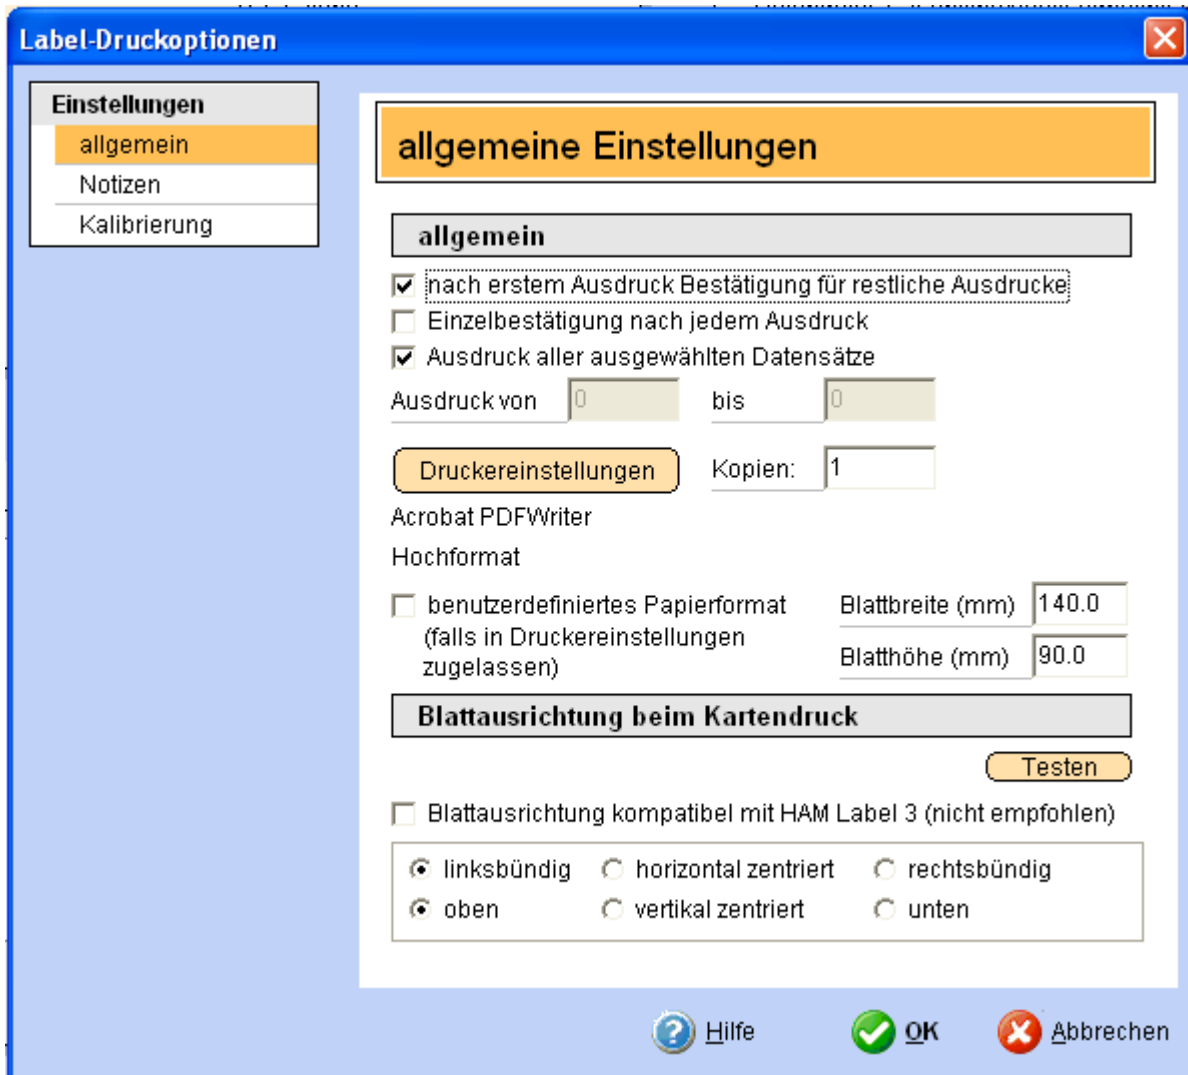 Label-Druckoptionen
Einstellungen
allgemein
Notizen
Kalibrierung
allgemeine Einstellungen
allgemein
nach erstem Ausdruck Bestätigung für restliche Ausdrucke
Einzelbestätigung nach jedem Ausdruck
Ausdruck aller ausgewählten Datensätze
Ausdruck von 0 bis 0
Druckereinstellungen Kopien: 1
Acrobat PDFWriter
Hochformat
benutzerdefiniertes Papierformat Blattbreite (mm) 140.0
(falls in Druckereinstellungen
zugelassen) Blatthöhe (mm) 90.0
Blattausrichtung beim Kartendruck
Testen
Blattausrichtung kompatibel mit HAM Label 3 (nicht empfohlen)
linksbündig horizontal zentriert rechtsbündig
oben vertikal zentriert unten
Hilfe OK Abbrechen